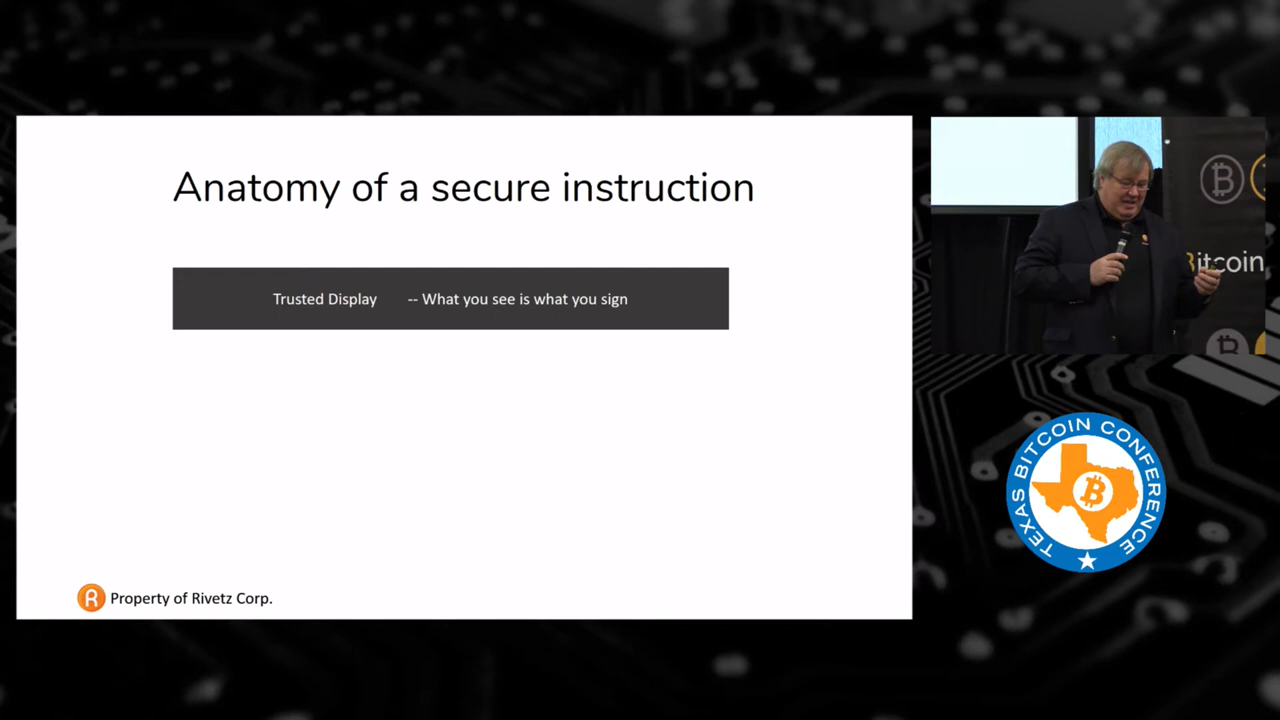 Anatomy of a secure instruction
Trusted Display -- What you see is what you sign
Property of Rivetz Corp.
Bitcoin
TEXAS BITCOIN CONFERENCE